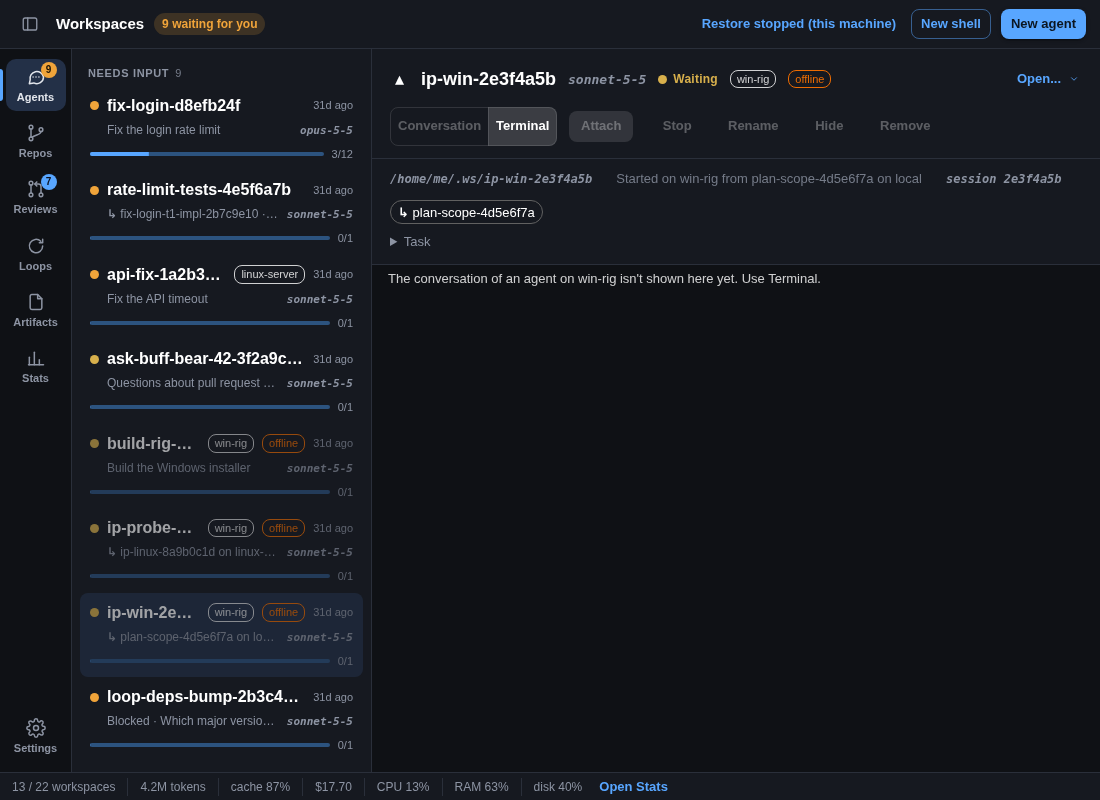 Workspaces 9 waiting for you Restore stopped (this machine) New shell New agent
9
Agents
Repos
7
Reviews
Loops
Artifacts
Stats
Settings
NEEDS INPUT 9
fix-login-d8efb24f 31d ago
Fix the login rate limit opus-5-5
3/12
rate-limit-tests-4e5f6a7b 31d ago
↳ fix-login-t1-impl-2b7c9e10 ·… sonnet-5-5
0/1
api-fix-1a2b3… linux-server 31d ago
Fix the API timeout sonnet-5-5
0/1
ask-buff-bear-42-3f2a9c… 31d ago
Questions about pull request … sonnet-5-5
0/1
build-rig-… win-rig offline 31d ago
Build the Windows installer sonnet-5-5
0/1
ip-probe-… win-rig offline 31d ago
↳ ip-linux-8a9b0c1d on linux-… sonnet-5-5
0/1
ip-win-2e… win-rig offline 31d ago
↳ plan-scope-4d5e6f7a on lo… sonnet-5-5
0/1
loop-deps-bump-2b3c4… 31d ago
Blocked · Which major versio… sonnet-5-5
0/1
▲ ip-win-2e3f4a5b sonnet-5-5 Waiting win-rig offline Open...
Conversation Terminal Attach Stop Rename Hide Remove
/home/me/.ws/ip-win-2e3f4a5b Started on win-rig from plan-scope-4d5e6f7a on local session 2e3f4a5b
↳ plan-scope-4d5e6f7a
▶ Task
The conversation of an agent on win-rig isn't shown here yet. Use Terminal.
13 / 22 workspaces 4.2M tokens cache 87% $17.70 CPU 13% RAM 63% disk 40% Open Stats